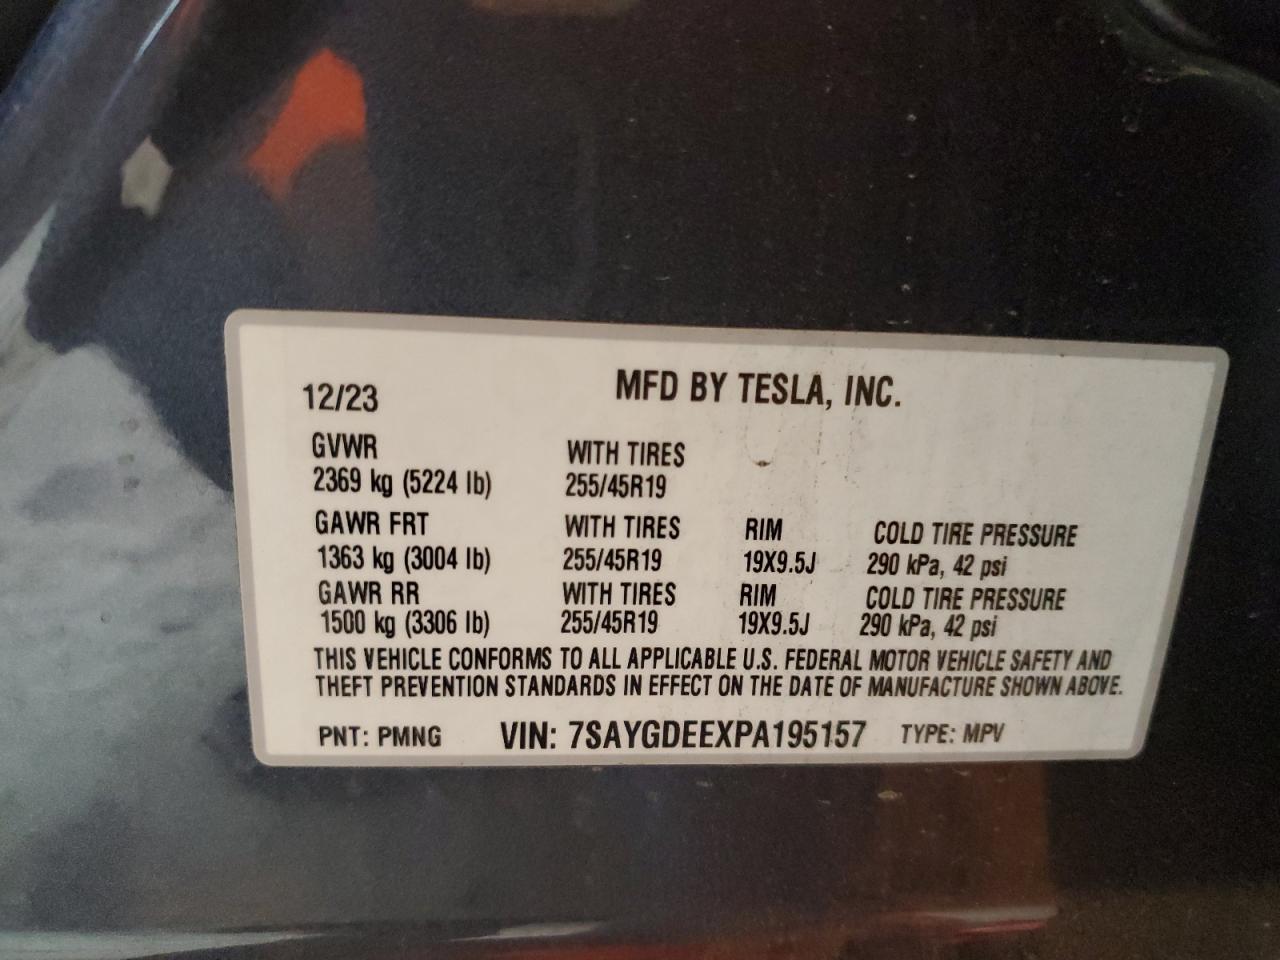 12/23 MFD BY TESLA, INC.
GVWR WITH TIRES
2369 kg (5224 lb) 255/45R19
GAWR FRT WITH TIRES RIM COLD TIRE PRESSURE
1363 kg (3004 lb) 255/45R19 19X9.5J 290 kPa, 42 psi
GAWR RR WITH TIRES RIM COLD TIRE PRESSURE
1500 kg (3306 lb) 255/45R19 19X9.5J 290 kPa, 42 psi
THIS VEHICLE CONFORMS TO ALL APPLICABLE U.S. FEDERAL MOTOR VEHICLE SAFETY AND
THEFT PREVENTION STANDARDS IN EFFECT ON THE DATE OF MANUFACTURE SHOWN ABOVE.
PNT: PMNG VIN: 7SAYGDEEXPA195157 TYPE: MPV